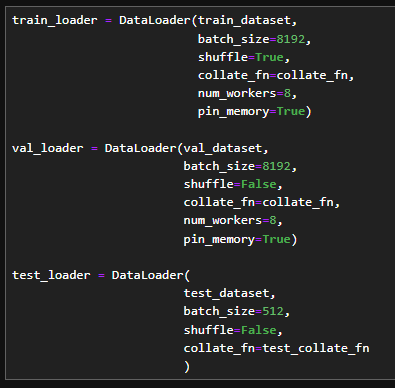 train_loader = DataLoader(train_dataset,
                          batch_size=8192,
                          shuffle=True,
                          collate_fn=collate_fn,
                          num_workers=8,
                          pin_memory=True)

val_loader = DataLoader(val_dataset,
                        batch_size=8192,
                        shuffle=False,
                        collate_fn=collate_fn,
                        num_workers=8,
                        pin_memory=True)

test_loader = DataLoader(
                        test_dataset,
                        batch_size=512,
                        shuffle=False,
                        collate_fn=test_collate_fn
                        )